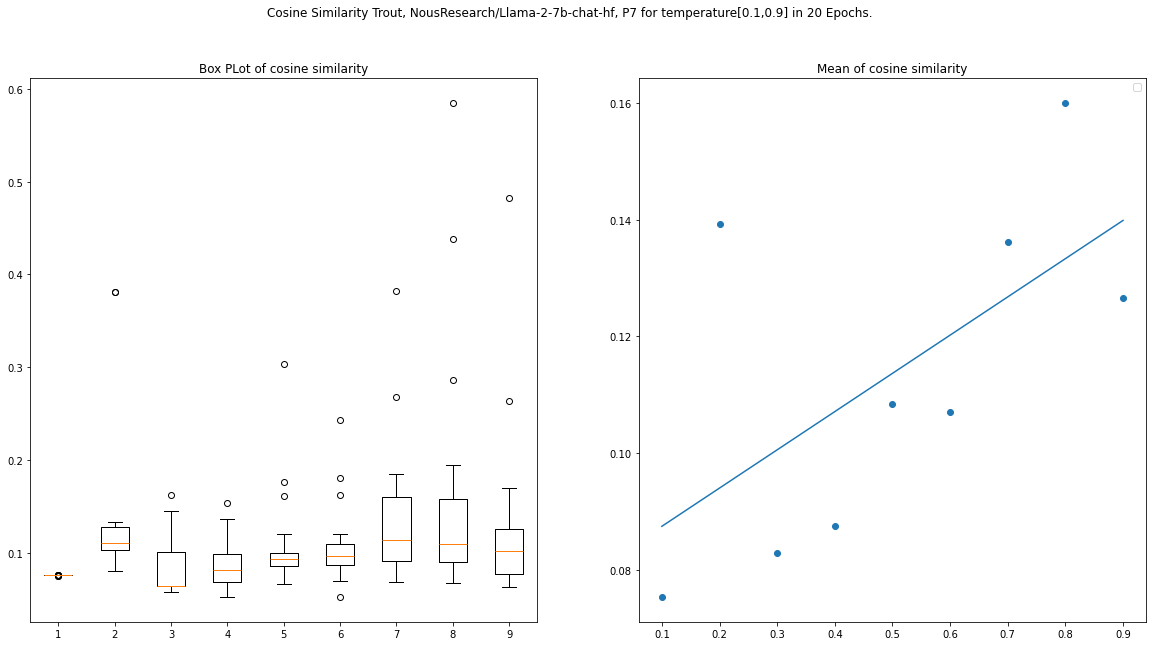 Cosine Similarity Trout, NousResearch/Llama-2-7b-chat-hf, P7 for temperature[0.1,0.9] in 20 Epochs.
Box PLot of cosine similarity
0.6
0.5
0.4
0.3
0.2
0.1
1 2 3 4 5 6 7 8 9
Mean of cosine similarity
0.16
0.14
0.12
0.10
0.08
0.1 0.2 0.3 0.4 0.5 0.6 0.7 0.8 0.9